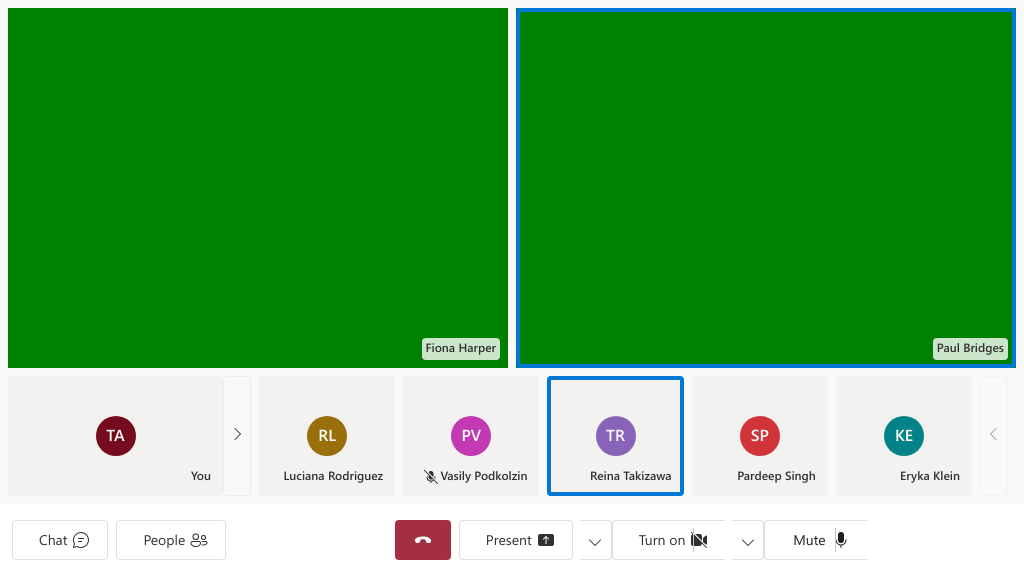 Fiona Harper
Paul Bridges
TA
You
RL
Luciana Rodriguez
PV
Vasily Podkolzin
TR
Reina Takizawa
SP
Pardeep Singh
KE
Eryka Klein
Chat
People
Present
Turn on
Mute